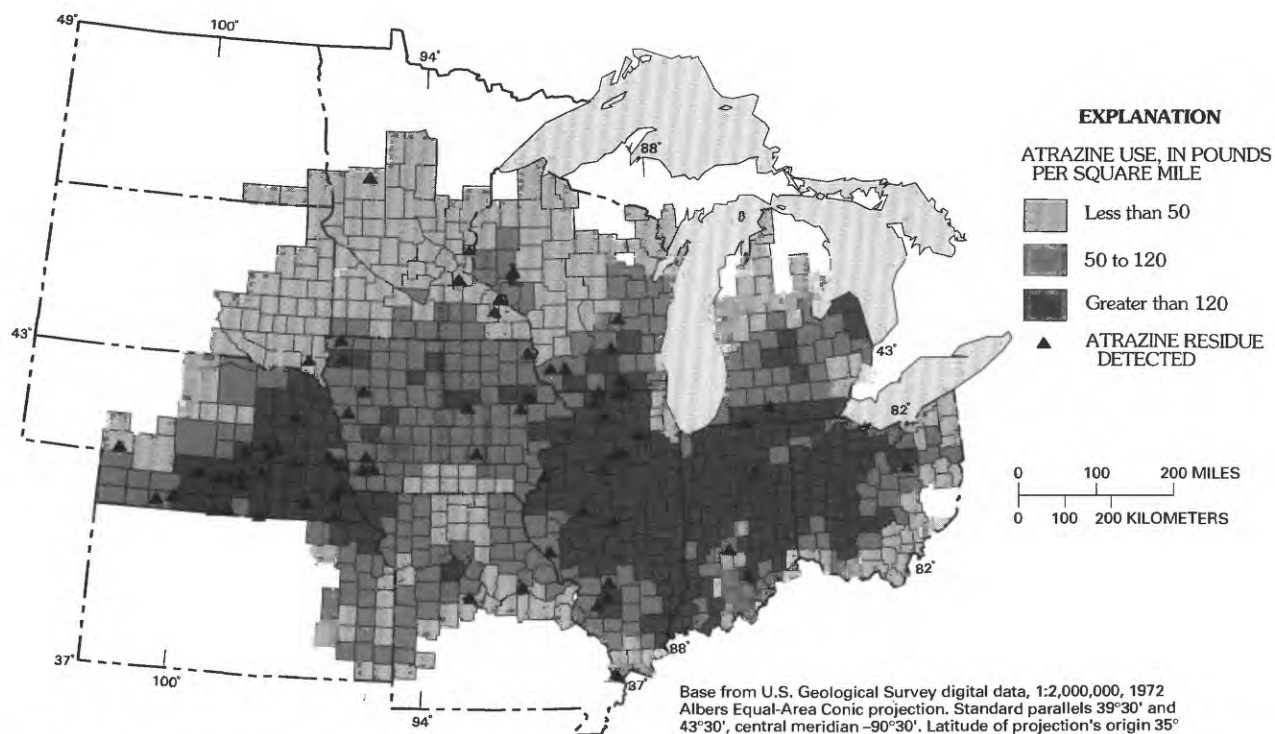 49°
100°
94°
88°
43°
43°
82°
82°
88°
37°
37°
100°
94°
EXPLANATION
ATRAZINE USE, IN POUNDS
PER SQUARE MILE
Less than 50
50 to 120
Greater than 120
ATRAZINE RESIDUE
DETECTED
0 100 200 MILES
0 100 200 KILOMETERS
Base from U.S. Geological Survey digital data, 1:2,000,000, 1972
Albers Equal-Area Conic projection. Standard parallels 39°30' and
43°30', central meridian –90°30'. Latitude of projection's origin 35°